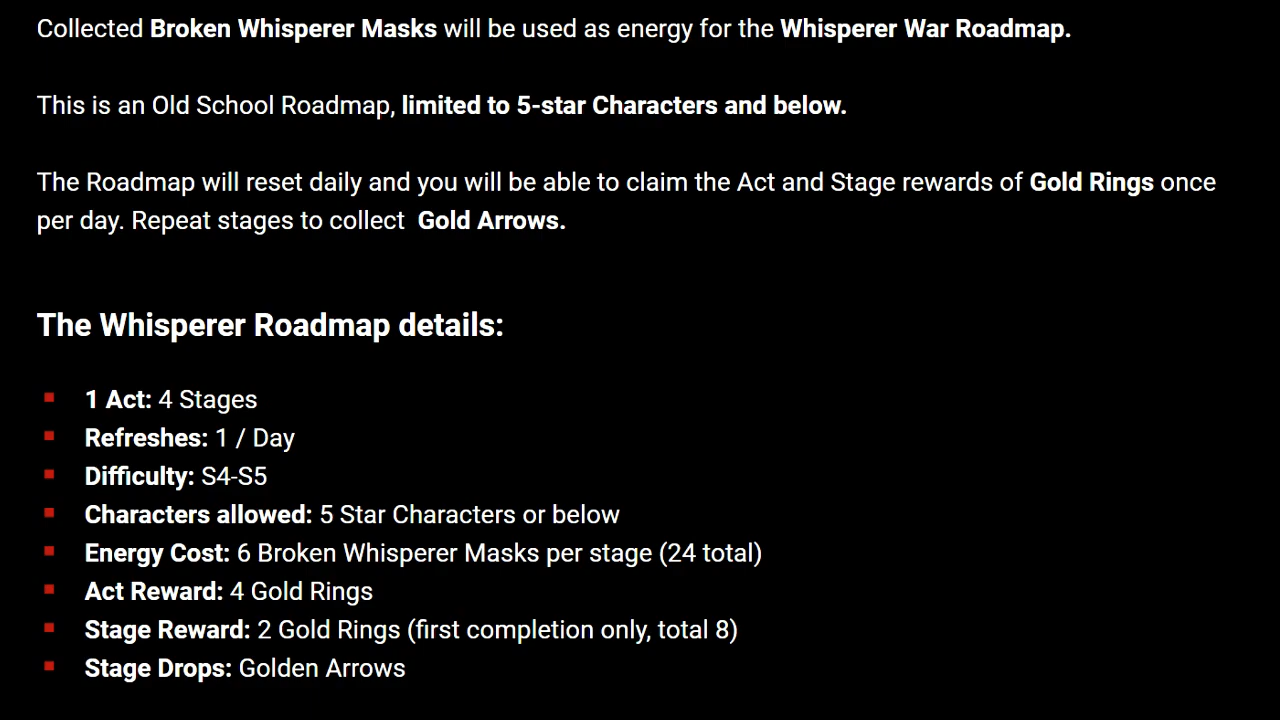 Collected Broken Whisperer Masks will be used as energy for the Whisperer War Roadmap.
This is an Old School Roadmap, limited to 5-star Characters and below.
The Roadmap will reset daily and you will be able to claim the Act and Stage rewards of Gold Rings once
per day. Repeat stages to collect  Gold Arrows.
The Whisperer Roadmap details:
1 Act: 4 Stages
Refreshes: 1 / Day
Difficulty: S4-S5
Characters allowed: 5 Star Characters or below
Energy Cost: 6 Broken Whisperer Masks per stage (24 total)
Act Reward: 4 Gold Rings
Stage Reward: 2 Gold Rings (first completion only, total 8)
Stage Drops: Golden Arrows